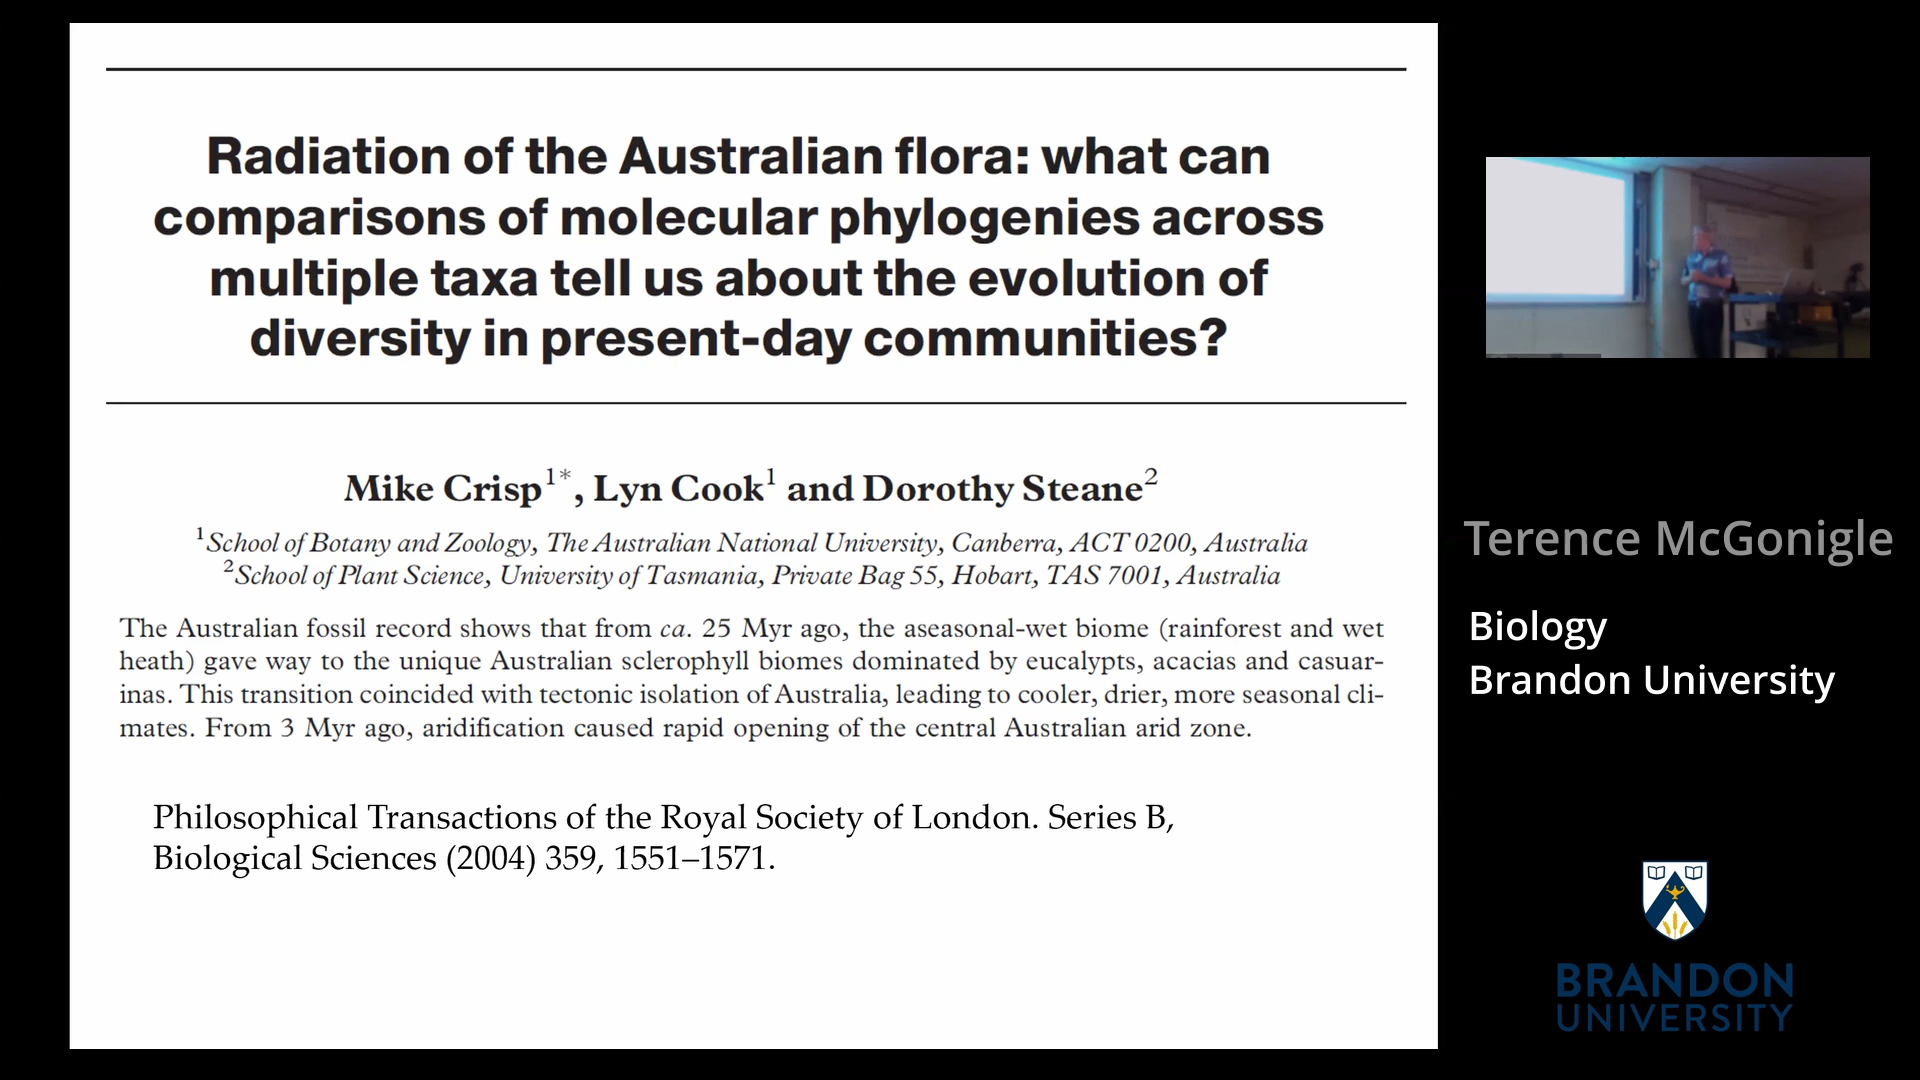 Radiation of the Australian flora: what can
comparisons of molecular phylogenies across
multiple taxa tell us about the evolution of
diversity in present-day communities?
Mike Crisp1*, Lyn Cook1 and Dorothy Steane2
1School of Botany and Zoology, The Australian National University, Canberra, ACT 0200, Australia
2School of Plant Science, University of Tasmania, Private Bag 55, Hobart, TAS 7001, Australia
The Australian fossil record shows that from ca. 25 Myr ago, the aseasonal-wet biome (rainforest and wet
heath) gave way to the unique Australian sclerophyll biomes dominated by eucalypts, acacias and casuar-
inas. This transition coincided with tectonic isolation of Australia, leading to cooler, drier, more seasonal cli-
mates. From 3 Myr ago, aridification caused rapid opening of the central Australian arid zone.
Philosophical Transactions of the Royal Society of London. Series B,
Biological Sciences (2004) 359, 1551–1571.
Terence McGonigle
Biology
Brandon University
BRANDON
UNIVERSITY